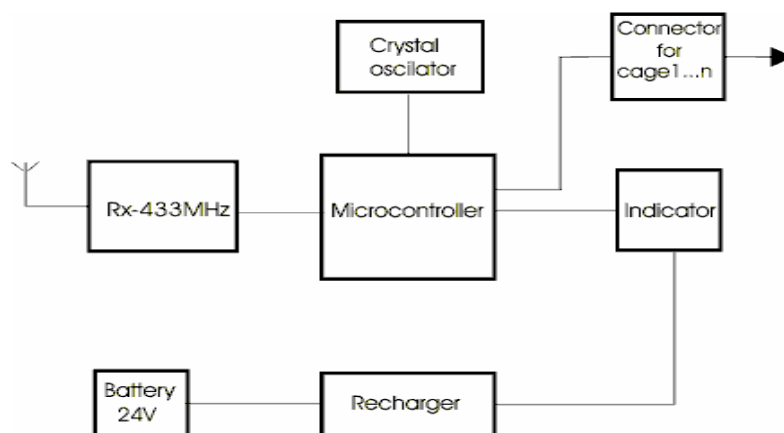 Crystal
oscilator
Connector
for
cage1...n
Rx-433MHz
Microcontroller
Indicator
Battery
24V
Recharger